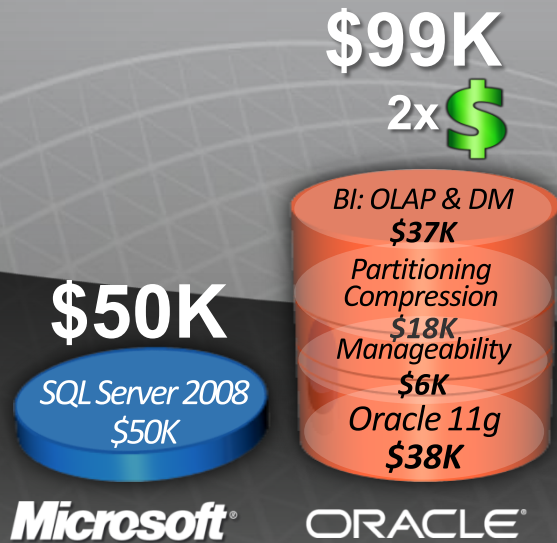 $99K
2x $
BI: OLAP & DM
$37K
Partitioning
Compression
$18K
Manageability
$6K
Oracle 11g
$38K
$50K
SQL Server 2008
$50K
Microsoft®
ORACLE®